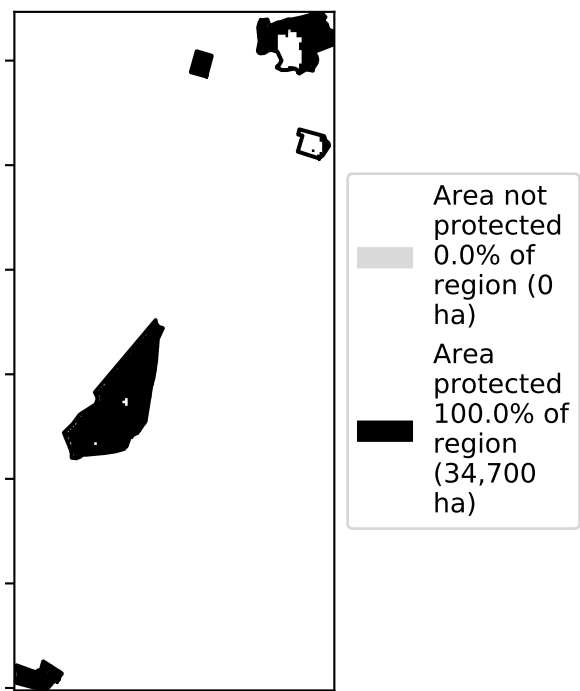 Area not
protected
0.0% of
region (0
ha)
Area
protected
100.0% of
region
(34,700
ha)